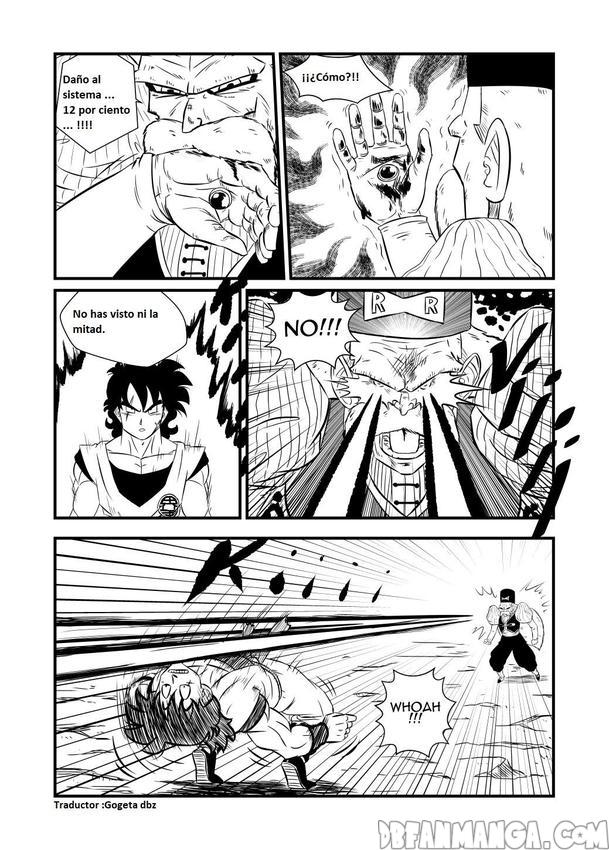 Daño al
sistema ...
12 por ciento
... !!!!
¡¡¿Cómo?!!
No has visto ni la
mitad.
NO!!!
R R
WHOAH
!!!
Traductor :Gogeta dbz
DBFANMANGA.COM